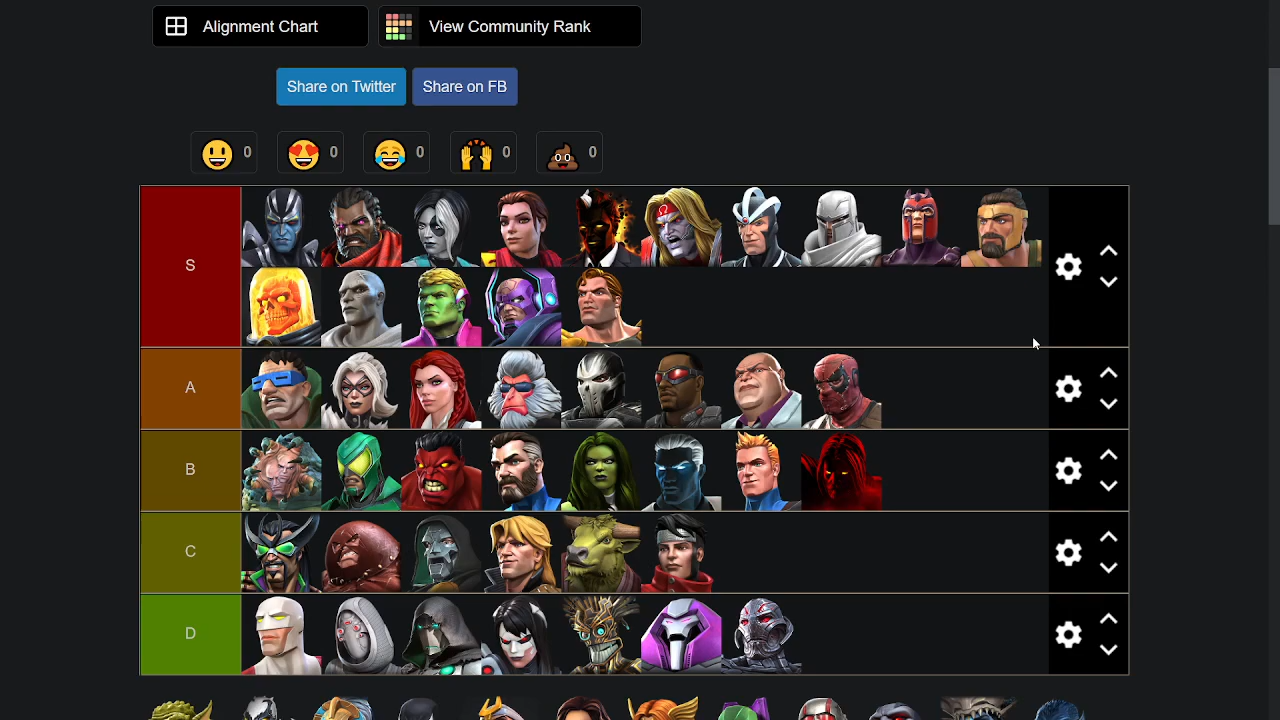 Alignment Chart
View Community Rank
Share on Twitter
Share on FB
0
0
0
0
0
S
A
B
C
D